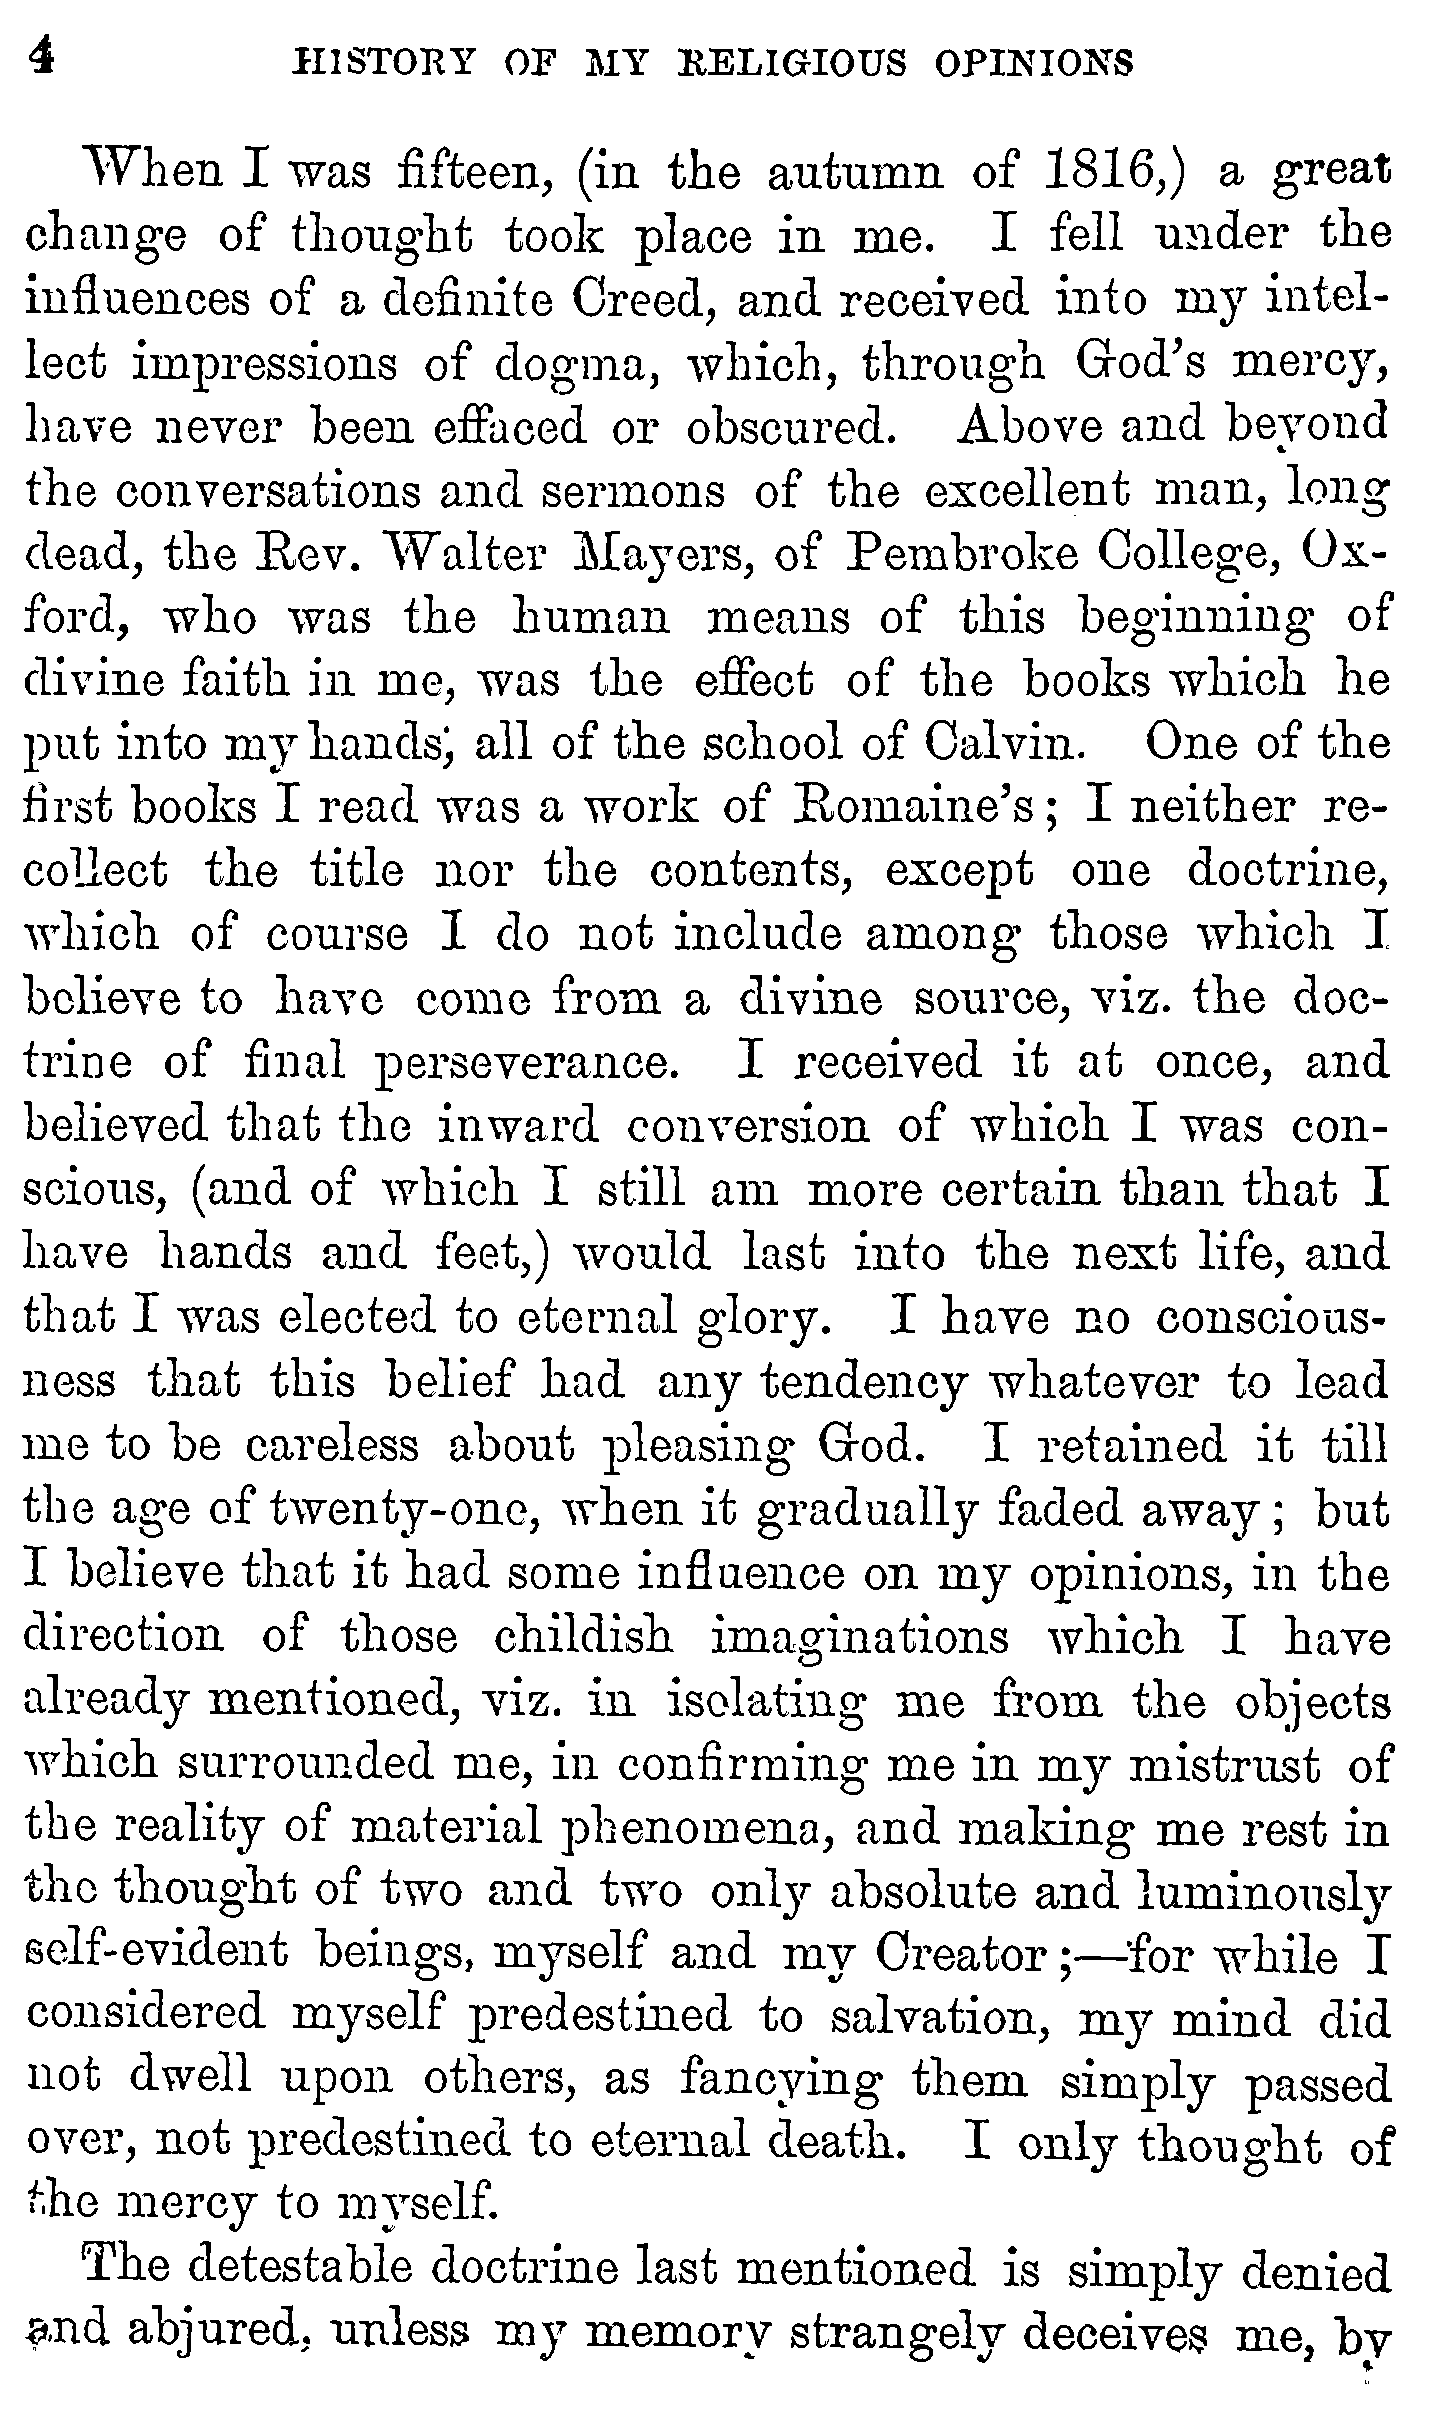 4 HISTORY OF MY RELIGIOUS OPINIONS
When I was fifteen, (in the autumn of 1816,) a great
change of thought took place in me. I fell under the
influences of a definite Creed, and received into my intel-
lect impressions of dogma, which, through God's mercy,
have never been effaced or obscured. Above and beyond
the conversations and sermons of the excellent man, long
dead, the Rev. Walter Mayers, of Pembroke College, Ox-
ford, who was the human means of this beginning of
divine faith in me, was the effect of the books which he
put into my hands, all of the school of Calvin. One of the
first books I read was a work of Romaine's; I neither re-
collect the title nor the contents, except one doctrine,
which of course I do not include among those which I
believe to have come from a divine source, viz. the doc-
trine of final perseverance. I received it at once, and
believed that the inward conversion of which I was con-
scious, (and of which I still am more certain than that I
have hands and feet,) would last into the next life, and
that I was elected to eternal glory. I have no conscious-
ness that this belief had any tendency whatever to lead
me to be careless about pleasing God. I retained it till
the age of twenty-one, when it gradually faded away; but
I believe that it had some influence on my opinions, in the
direction of those childish imaginations which I have
already mentioned, viz. in isolating me from the objects
which surrounded me, in confirming me in my mistrust of
the reality of material phenomena, and making me rest in
the thought of two and two only absolute and luminously
self-evident beings, myself and my Creator;—for while I
considered myself predestined to salvation, my mind did
not dwell upon others, as fancying them simply passed
over, not predestined to eternal death. I only thought of
the mercy to myself.
The detestable doctrine last mentioned is simply denied
and abjured, unless my memory strangely deceives me, by